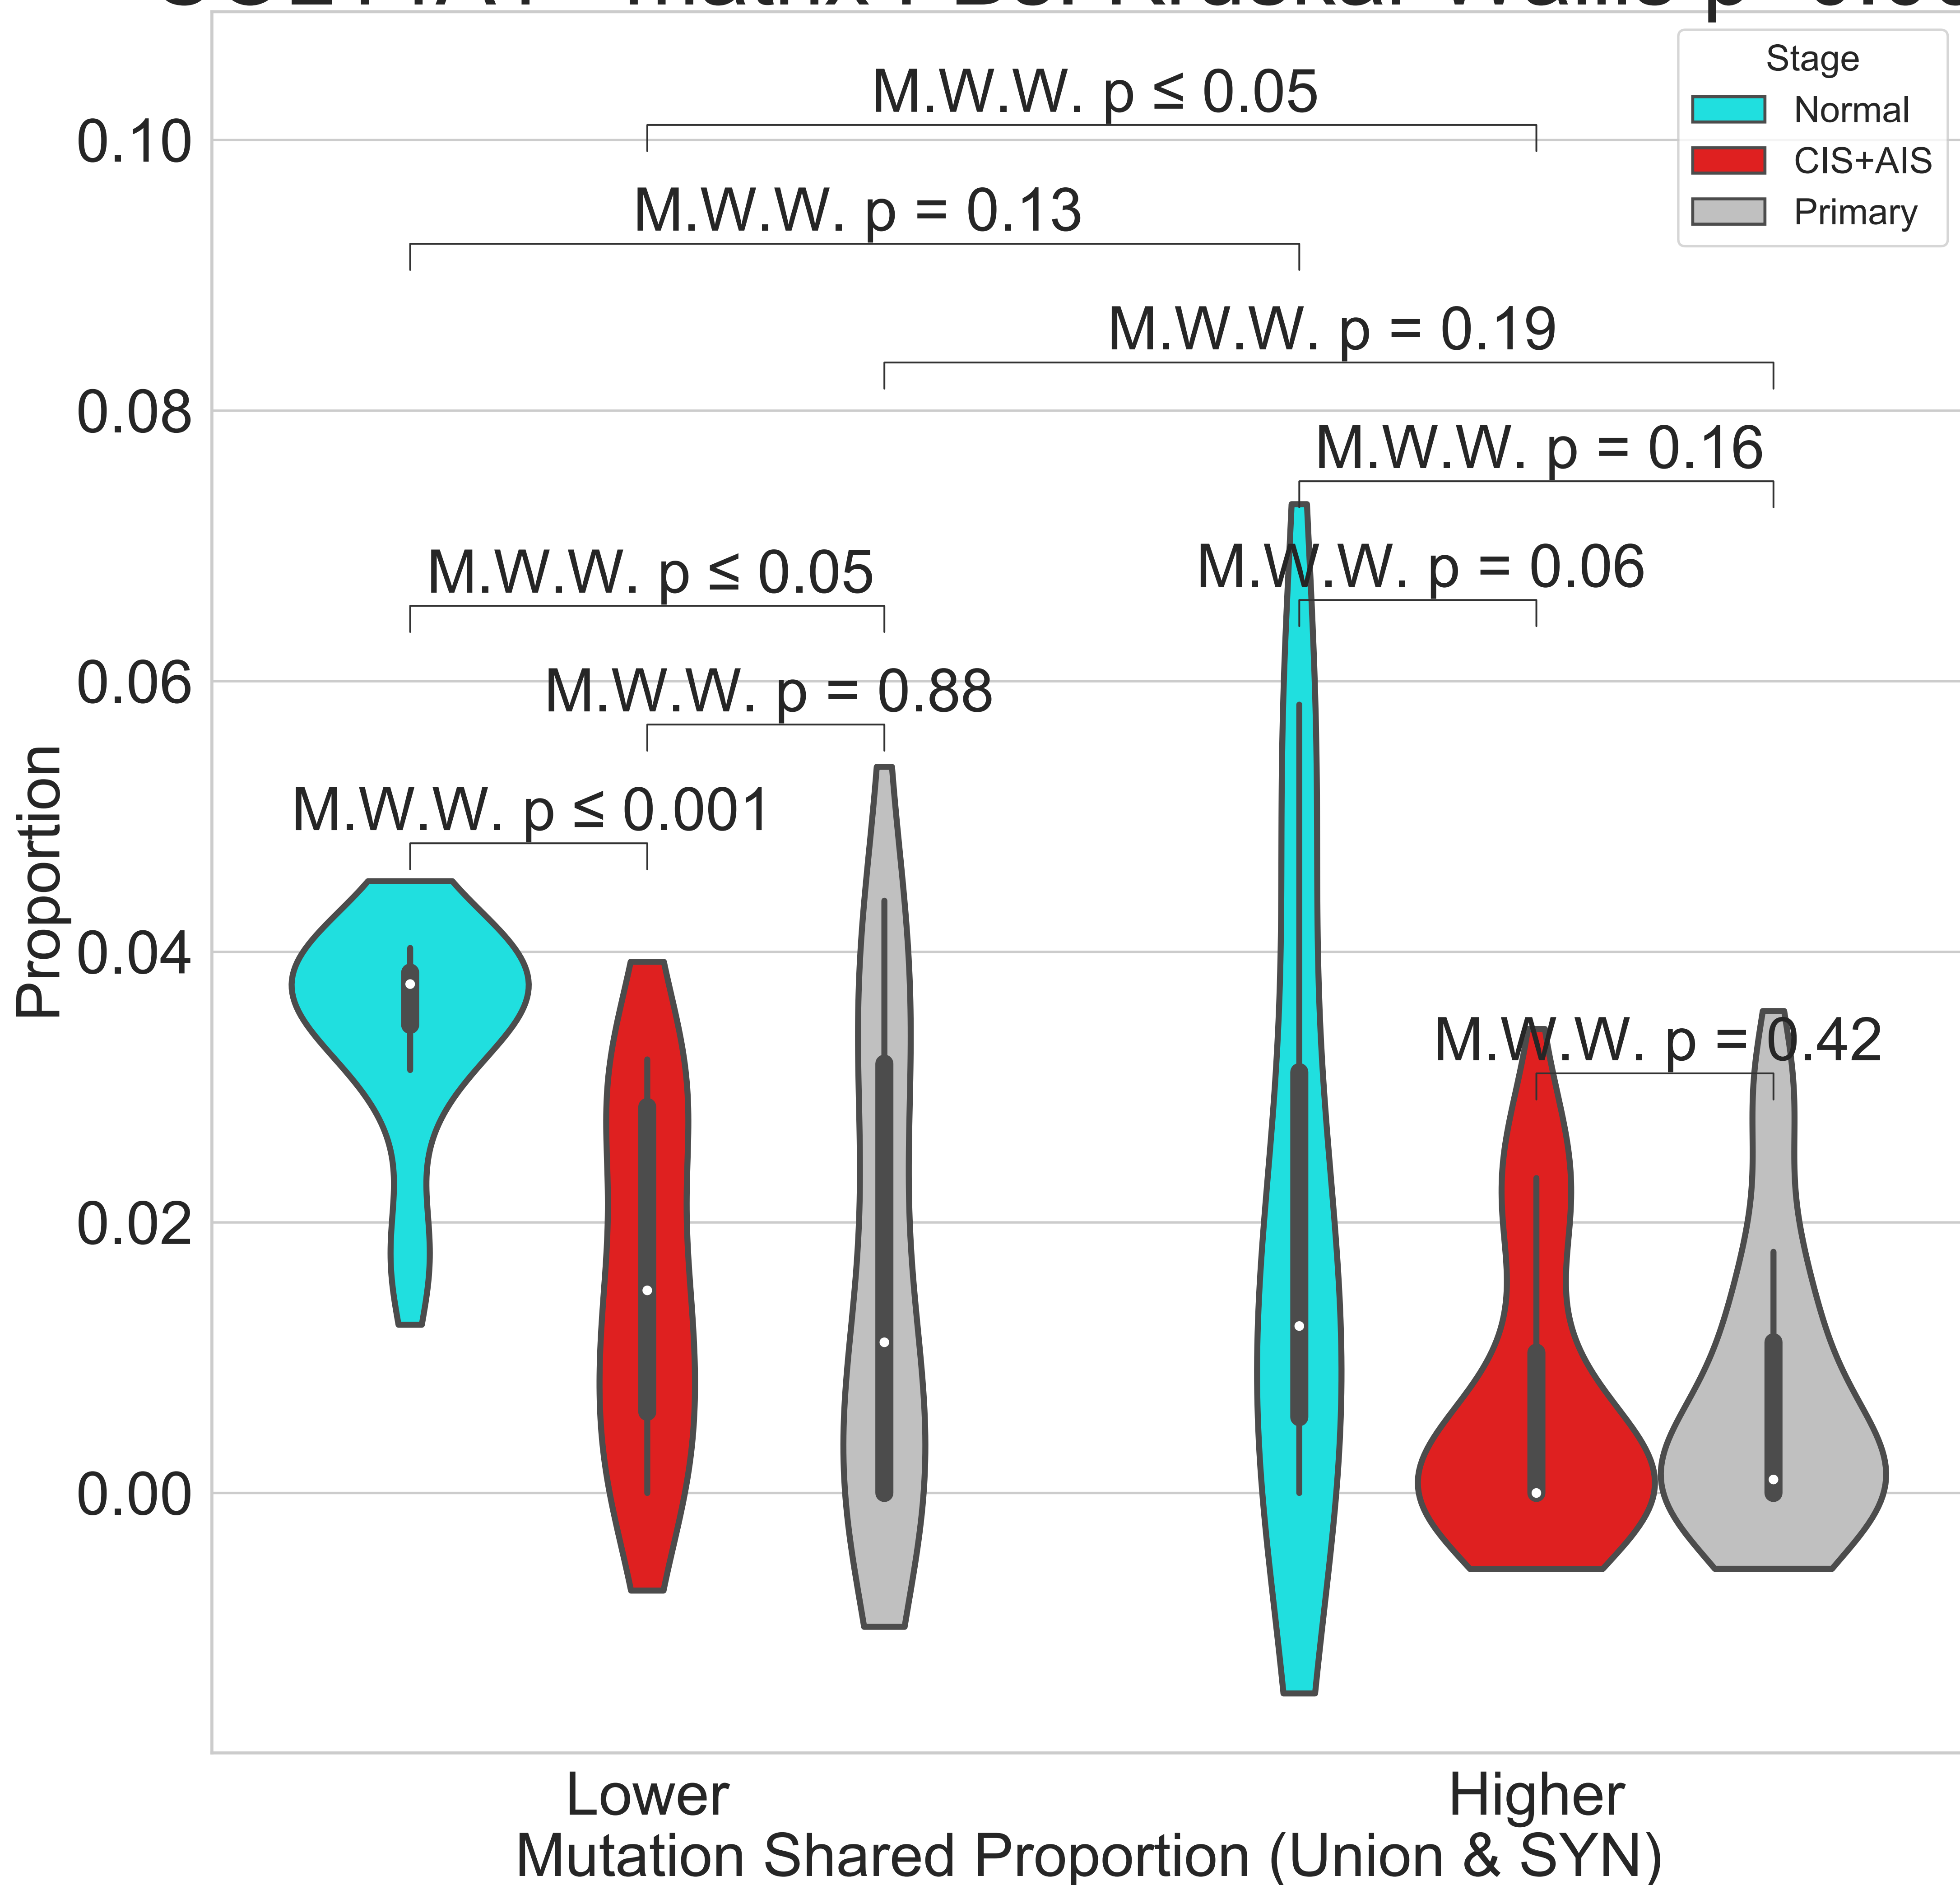 Stage
Normal
CIS+AIS
Primary
M.W.W. p ≤ 0.05
M.W.W. p = 0.13
M.W.W. p = 0.19
M.W.W. p = 0.16
M.W.W. p ≤ 0.05
M.W.W. p = 0.06
M.W.W. p = 0.88
M.W.W. p ≤ 0.001
M.W.W. p = 0.42
0.10
0.08
0.06
0.04
0.02
0.00
Proportion
Lower
Higher
Mutation Shared Proportion (Union & SYN)